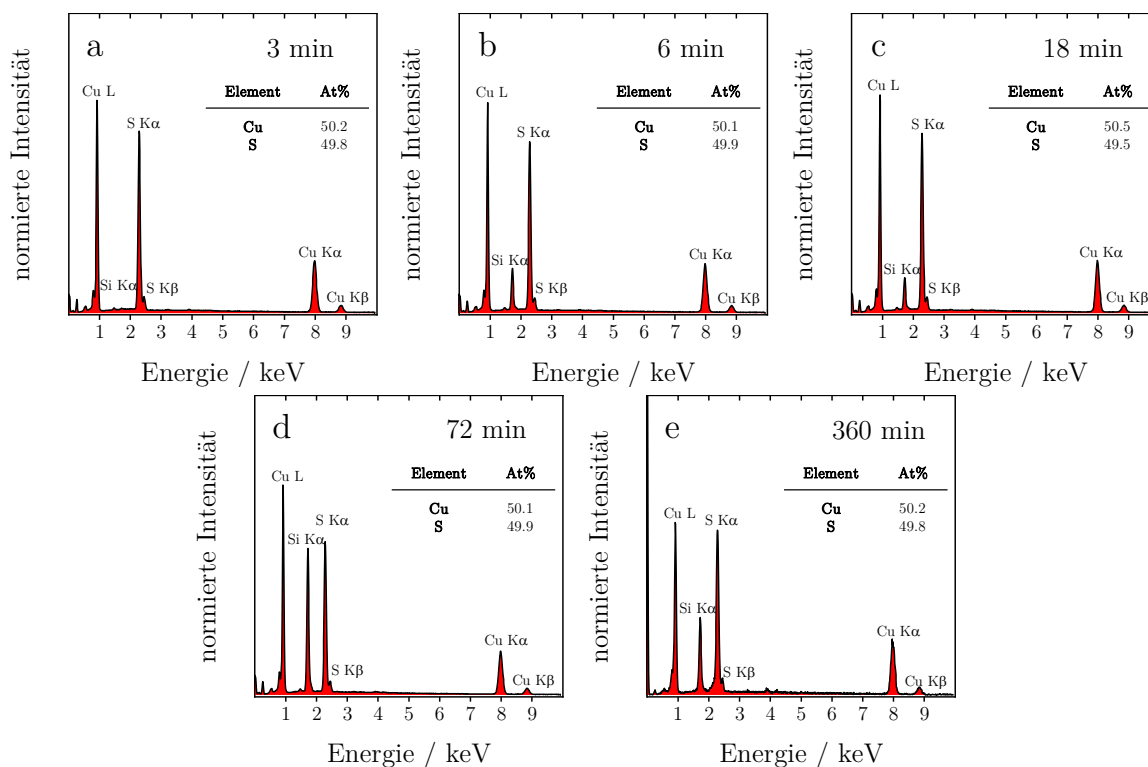 a
3 min
Element At%
Cu 50.2
S 49.8
Cu L
S Kα
Si Kα
S Kβ
Cu Kα
Cu Kβ
1 2 3 4 5 6 7 8 9
Energie / keV
normierte Intensität
b
6 min
Element At%
Cu 50.1
S 49.9
Cu L
S Kα
Si Kα
S Kβ
Cu Kα
Cu Kβ
1 2 3 4 5 6 7 8 9
Energie / keV
normierte Intensität
c
18 min
Element At%
Cu 50.5
S 49.5
Cu L
S Kα
Si Kα
S Kβ
Cu Kα
Cu Kβ
1 2 3 4 5 6 7 8 9
Energie / keV
normierte Intensität
d
72 min
Element At%
Cu 50.1
S 49.9
Cu L
S Kα
Si Kα
S Kβ
Cu Kα
Cu Kβ
1 2 3 4 5 6 7 8 9
Energie / keV
normierte Intensität
e
360 min
Element At%
Cu 50.2
S 49.8
Cu L
S Kα
Si Kα
S Kβ
Cu Kα
Cu Kβ
1 2 3 4 5 6 7 8 9
Energie / keV
normierte Intensität